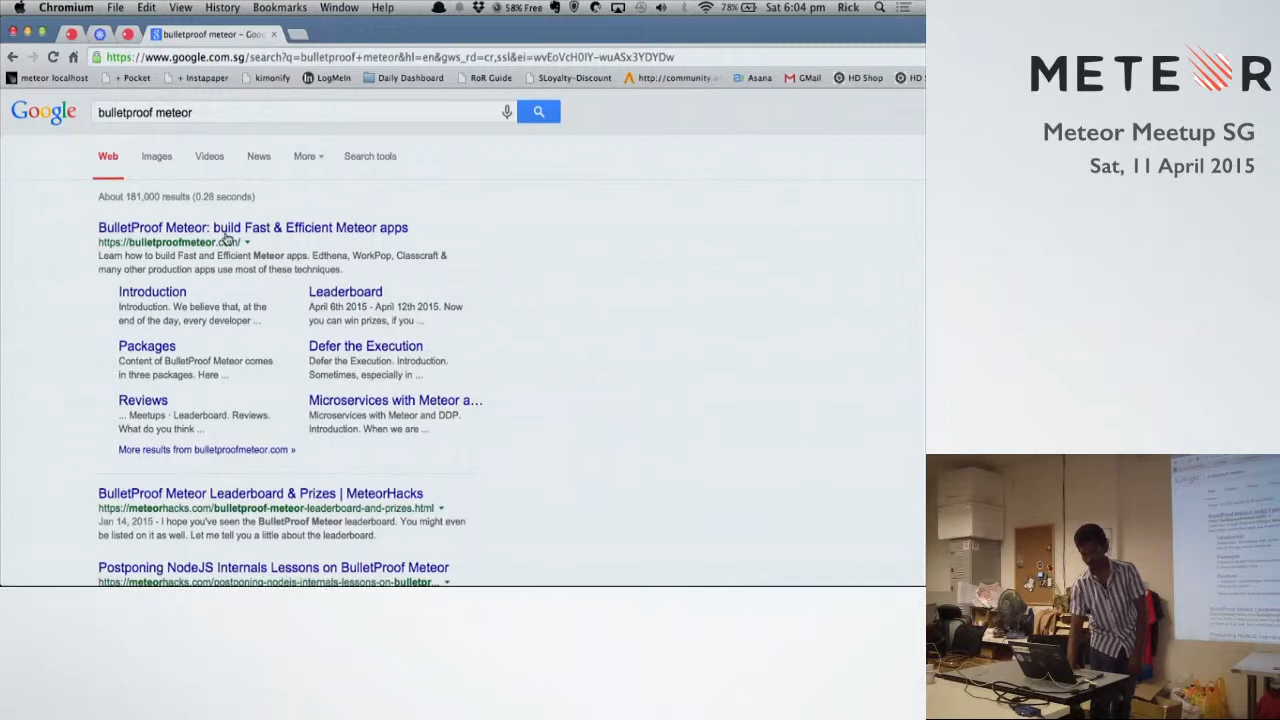 Chromium File Edit View History Bookmarks Window Help 58% Free 78% Sat 6:04 pm Rick
bulletproof meteor - Goo
https://www.google.com.sg/search?q=bulletproof+meteor&hl=en&gws_rd=cr,ssl&ei=wvEoVcH0IY-wuASx3YDYDw
meteor localhost + Pocket + Instapaper kimonify LogMeIn Daily Dashboard RoR Guide SLoyalty-Discount http://community.a Asana GMail HD Shop HD S
Google bulletproof meteor
Web Images Videos News More Search tools
About 181,000 results (0.28 seconds)
BulletProof Meteor: build Fast & Efficient Meteor apps
https://bulletproofmeteor.com/
Learn how to build Fast and Efficient Meteor apps. Edthena, WorkPop, Classcraft &
many other production apps use most of these techniques.
Introduction
Introduction. We believe that, at the
end of the day, every developer ...
Leaderboard
April 6th 2015 - April 12th 2015. Now
you can win prizes, if you ...
Packages
Content of BulletProof Meteor comes
in three packages. Here ...
Defer the Execution
Defer the Execution. Introduction.
Sometimes, especially in ...
Reviews
... Meetups · Leaderboard. Reviews.
What do you think ...
Microservices with Meteor a...
Microservices with Meteor and DDP.
Introduction. When we are ...
More results from bulletproofmeteor.com »
BulletProof Meteor Leaderboard & Prizes | MeteorHacks
https://meteorhacks.com/bulletproof-meteor-leaderboard-and-prizes.html
Jan 14, 2015 - I hope you've seen the BulletProof Meteor leaderboard. You might even
be listed on it as well. Let me tell you a little about the leaderboard.
Postponing NodeJS Internals Lessons on BulletProof Meteor
https://meteorhacks.com/postponing-nodejs-internals-lessons-on-bulletpr...
METEOR
Meteor Meetup SG
Sat, 11 April 2015